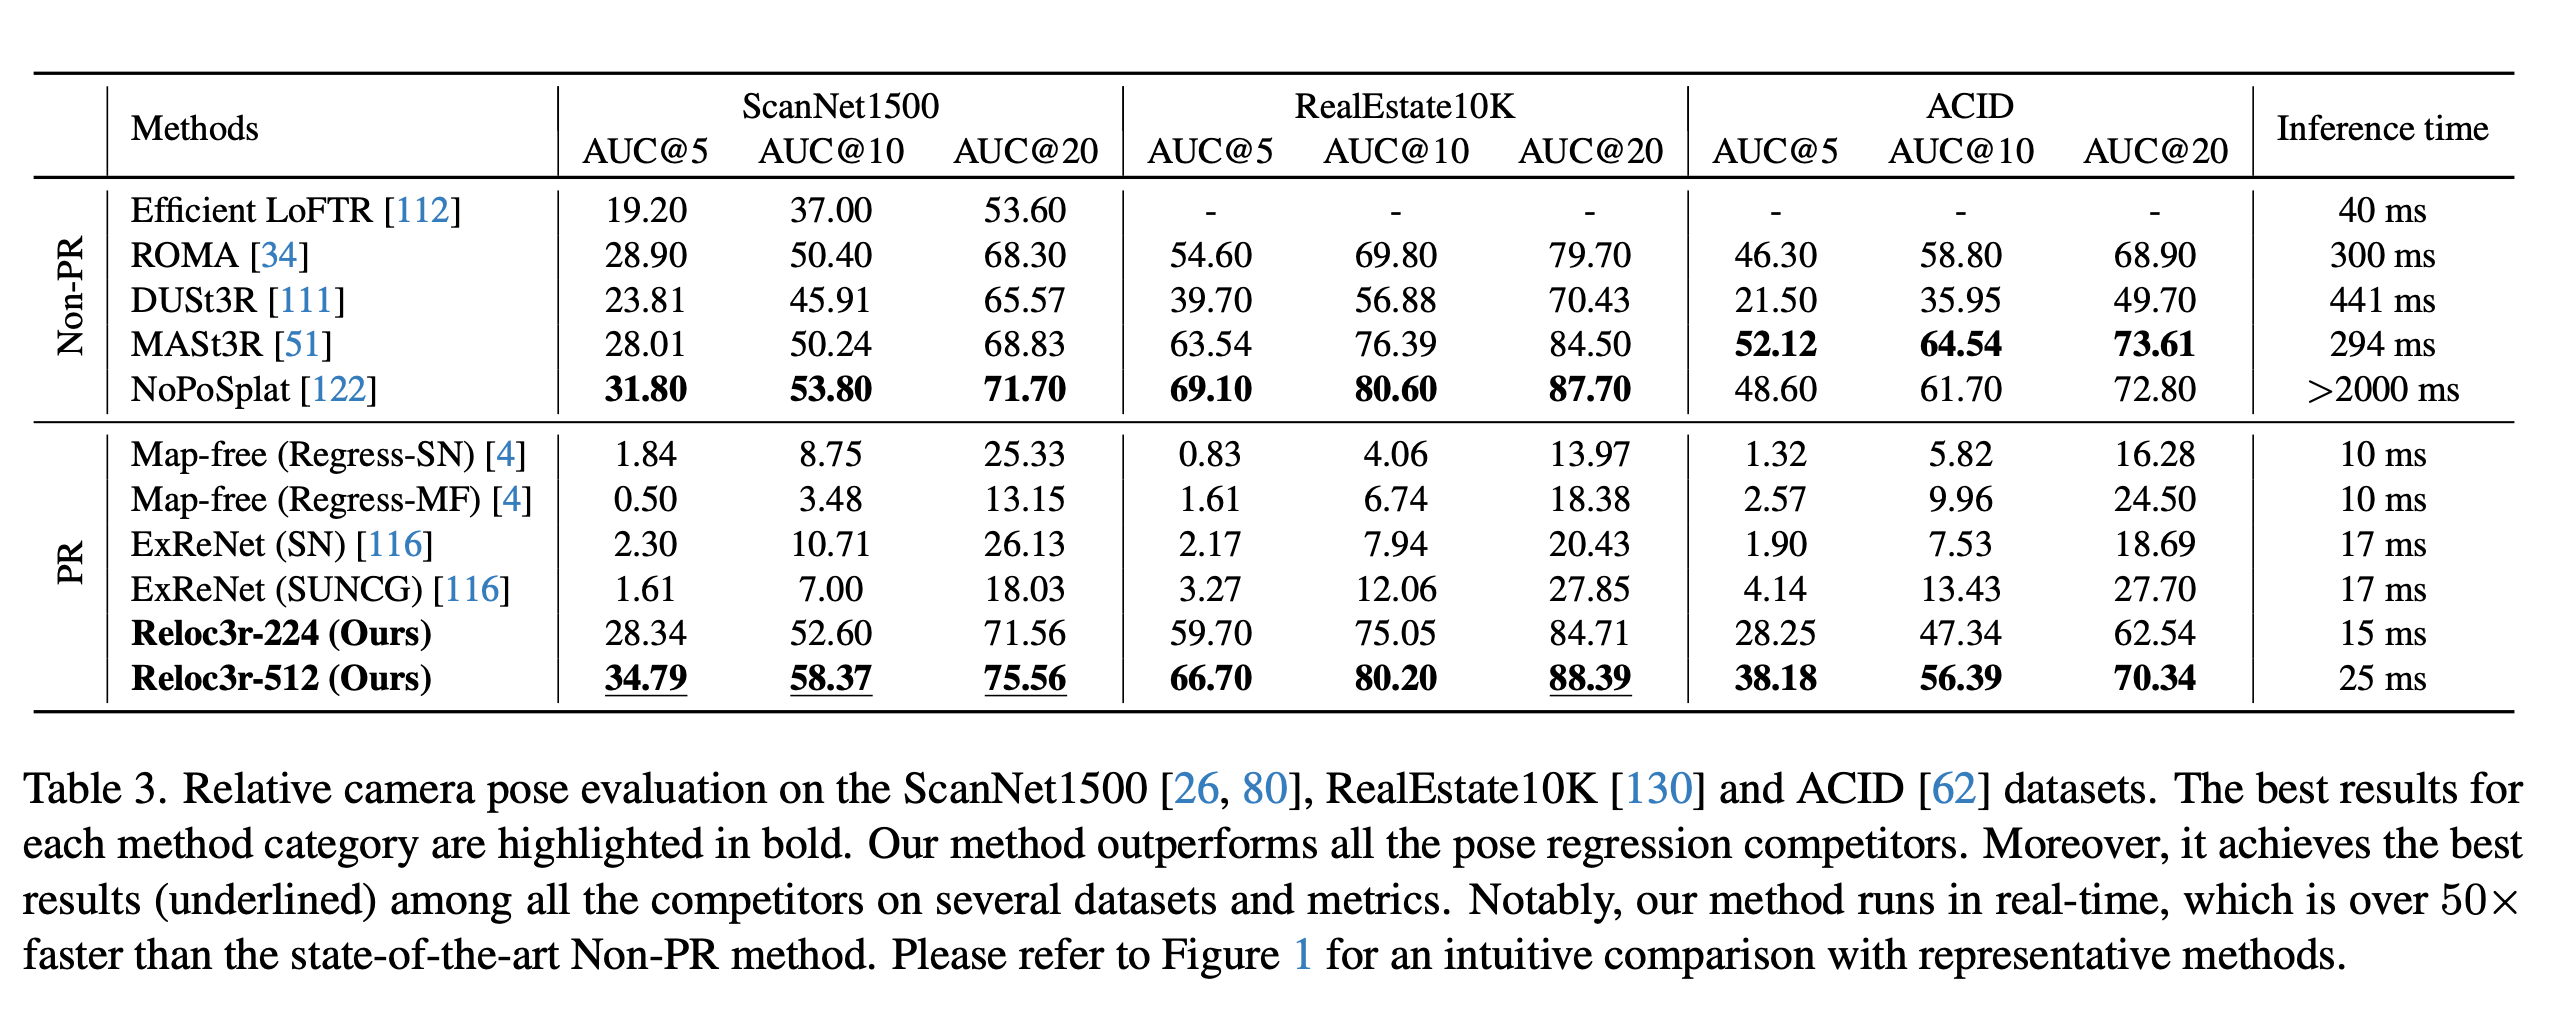 Methods ScanNet1500 RealEstate10K ACID Inference time
AUC@5 AUC@10 AUC@20 AUC@5 AUC@10 AUC@20 AUC@5 AUC@10 AUC@20
Non-PR
Efficient LoFTR [112] 19.20 37.00 53.60 - - - - - - 40 ms
ROMA [34] 28.90 50.40 68.30 54.60 69.80 79.70 46.30 58.80 68.90 300 ms
DUSt3R [111] 23.81 45.91 65.57 39.70 56.88 70.43 21.50 35.95 49.70 441 ms
MASt3R [51] 28.01 50.24 68.83 63.54 76.39 84.50 52.12 64.54 73.61 294 ms
NoPoSplat [122] 31.80 53.80 71.70 69.10 80.60 87.70 48.60 61.70 72.80 >2000 ms
PR
Map-free (Regress-SN) [4] 1.84 8.75 25.33 0.83 4.06 13.97 1.32 5.82 16.28 10 ms
Map-free (Regress-MF) [4] 0.50 3.48 13.15 1.61 6.74 18.38 2.57 9.96 24.50 10 ms
ExReNet (SN) [116] 2.30 10.71 26.13 2.17 7.94 20.43 1.90 7.53 18.69 17 ms
ExReNet (SUNCG) [116] 1.61 7.00 18.03 3.27 12.06 27.85 4.14 13.43 27.70 17 ms
Reloc3r-224 (Ours) 28.34 52.60 71.56 59.70 75.05 84.71 28.25 47.34 62.54 15 ms
Reloc3r-512 (Ours) 34.79 58.37 75.56 66.70 80.20 88.39 38.18 56.39 70.34 25 ms
Table 3. Relative camera pose evaluation on the ScanNet1500 [26, 80], RealEstate10K [130] and ACID [62] datasets. The best results for
each method category are highlighted in bold. Our method outperforms all the pose regression competitors. Moreover, it achieves the best
results (underlined) among all the competitors on several datasets and metrics. Notably, our method runs in real-time, which is over 50×
faster than the state-of-the-art Non-PR method. Please refer to Figure 1 for an intuitive comparison with representative methods.